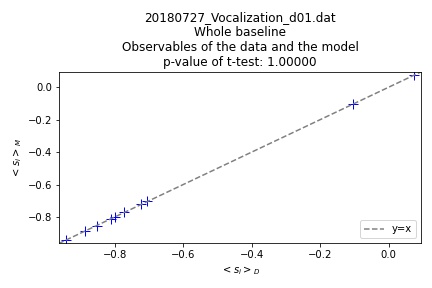 20180727_Vocalization_d01.dat
Whole baseline
Observables of the data and the model
p-value of t-test: 1.00000
0.0
−0.2
−0.4
−0.6
−0.8
< s_i >_M
y=x
−0.8
−0.6
−0.4
−0.2
0.0
< s_i >_D